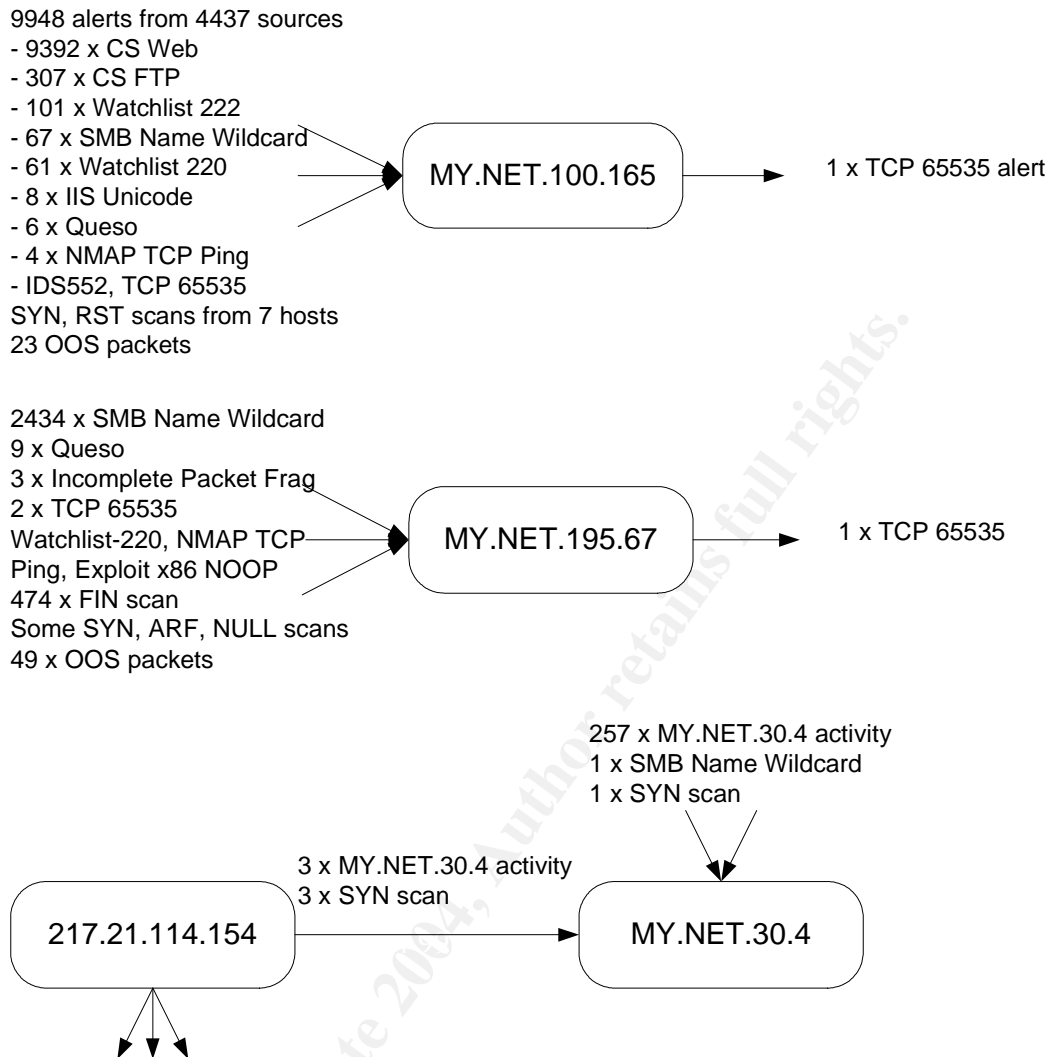 9948 alerts from 4437 sources
- 9392 x CS Web
- 307 x CS FTP
- 101 x Watchlist 222
- 67 x SMB Name Wildcard
- 61 x Watchlist 220
- 8 x IIS Unicode
- 6 x Queso
- 4 x NMAP TCP Ping
- IDS552, TCP 65535
SYN, RST scans from 7 hosts
23 OOS packets
MY.NET.100.165
1 x TCP 65535 alert
2434 x SMB Name Wildcard
9 x Queso
3 x Incomplete Packet Frag
2 x TCP 65535
Watchlist-220, NMAP TCP
Ping, Exploit x86 NOOP
474 x FIN scan
Some SYN, ARF, NULL scans
49 x OOS packets
MY.NET.195.67
1 x TCP 65535
257 x MY.NET.30.4 activity
1 x SMB Name Wildcard
1 x SYN scan
3 x MY.NET.30.4 activity
3 x SYN scan
217.21.114.154
MY.NET.30.4
te 2004, Author retains full rights.